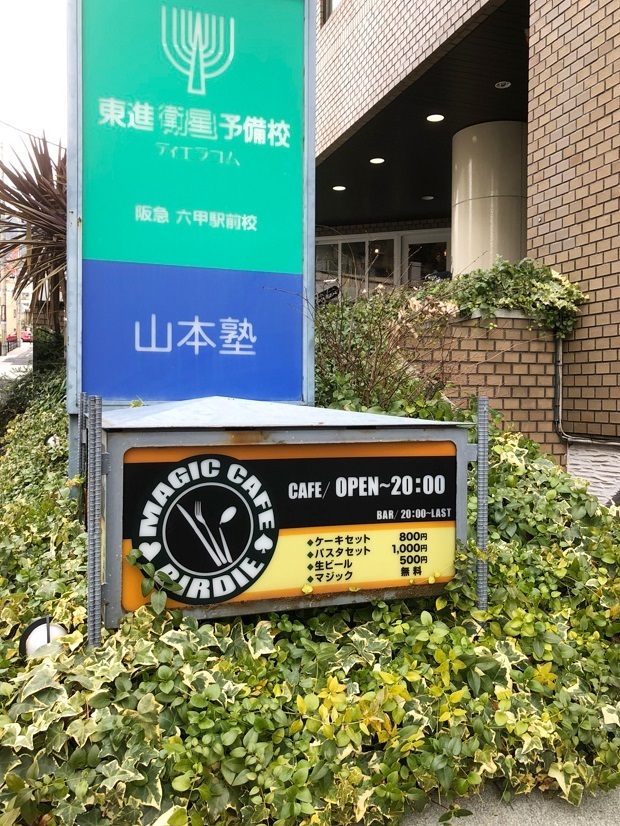 東進衛星予備校
ティエラコム
阪急 六甲駅前校
山本塾
MAGIC CAFE
BIRDIE
CAFE/ OPEN~20:00
BAR/ 20:00~LAST
◆ケーキセット 800円
◆パスタセット 1,000円
◆生ビール 500円
◆マジック 無料